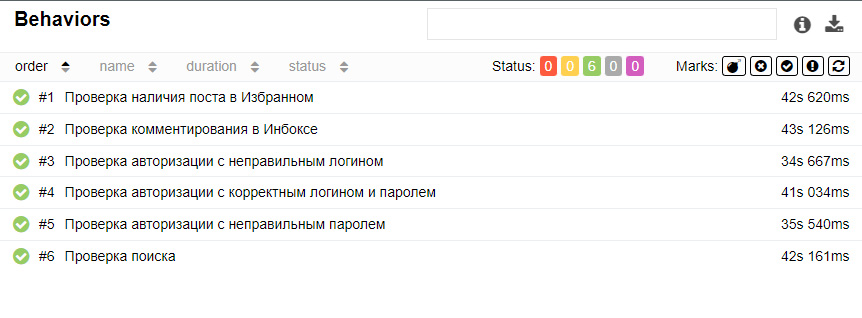 Behaviors
order name duration status Status: 0 0 6 0 0 Marks:
#1 Проверка наличия поста в Избранном 42s 620ms
#2 Проверка комментирования в Инбоксе 43s 126ms
#3 Проверка авторизации с неправильным логином 34s 667ms
#4 Проверка авторизации с корректным логином и паролем 41s 034ms
#5 Проверка авторизации с неправильным паролем 35s 540ms
#6 Проверка поиска 42s 161ms